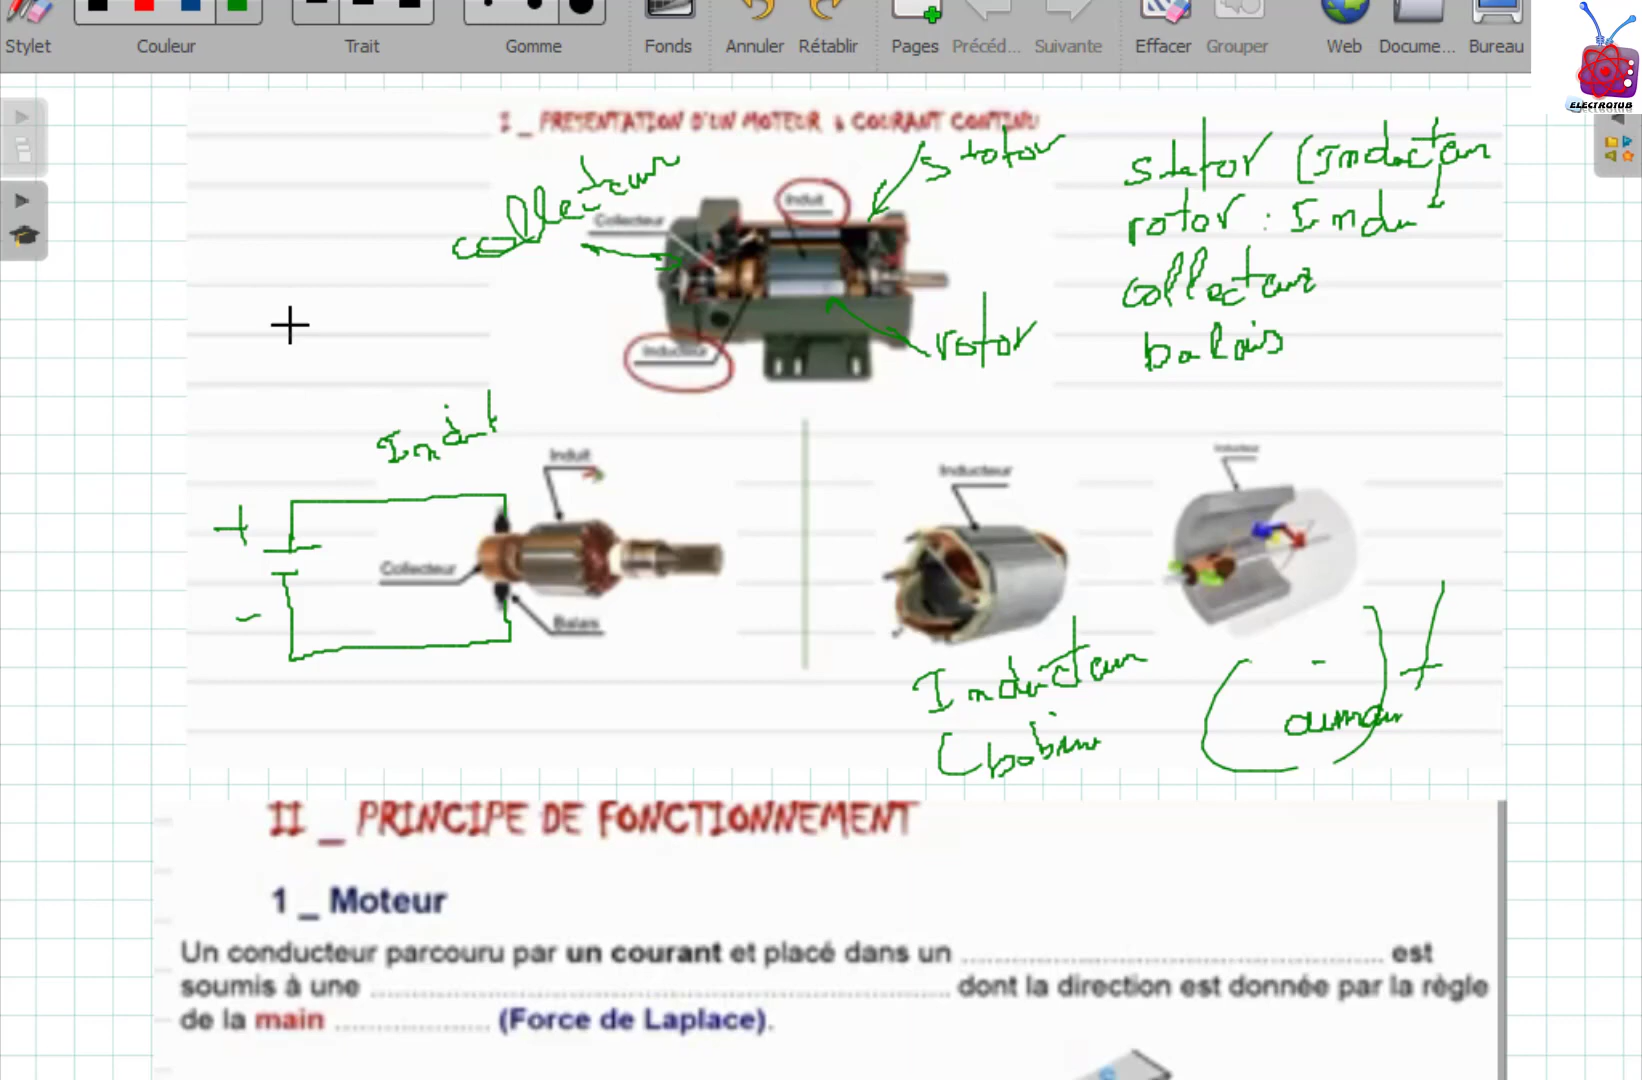 Stylet Couleur Trait Gomme Fonds Annuler Rétablir Pages Précéd... Suivante Effacer Grouper Web Docume... Bureau
ELECTROTUB
I _ PRESENTATION D'UN MOTEUR à COURANT CONTINU
collecteur
stotor
Stator (Inducteur
Collecteur
Induit
rotor : Indu
collecteur
Inducteur
rotor
balais
Induit
Induit
Inducteur
Inducteur
+
Collecteur
-
Balais
Inducteur
(bobine
+
-
(aimant)
II _ PRINCIPE DE FONCTIONNEMENT
1 _ Moteur
Un conducteur parcouru par un courant et placé dans un ........................................ est
soumis à une ........................................ dont la direction est donnée par la règle
de la main .................... (Force de Laplace).